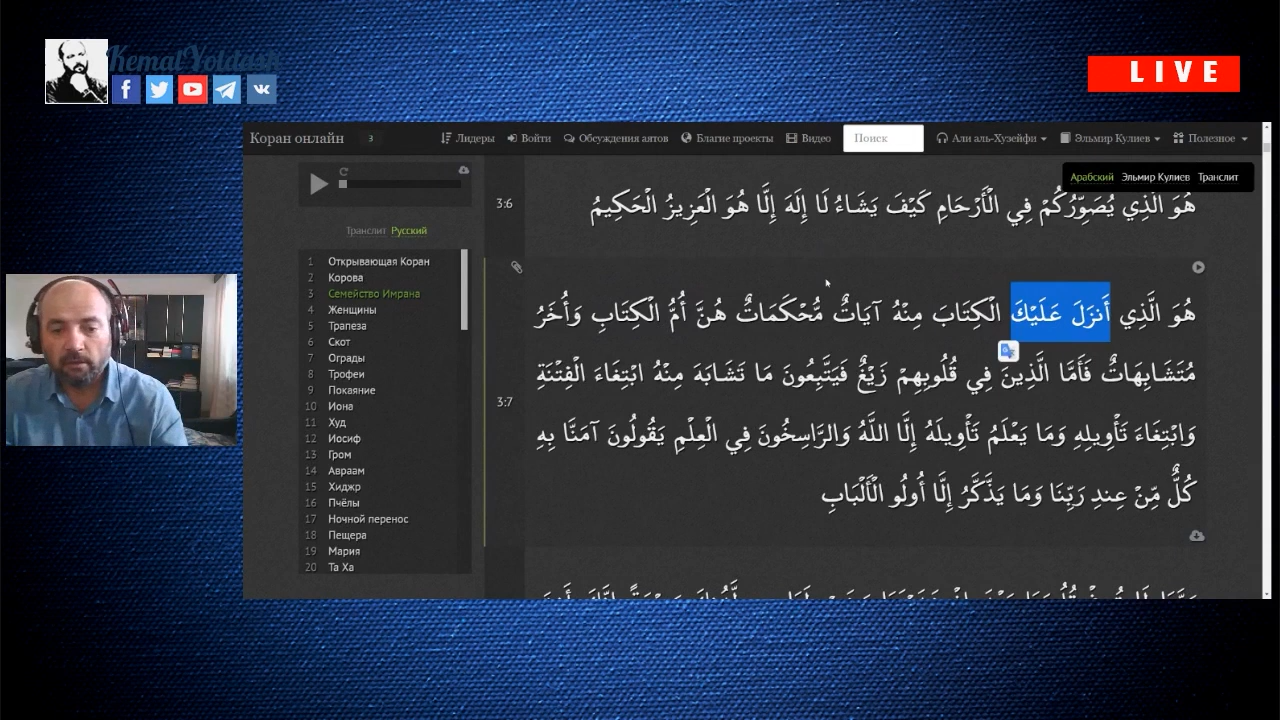 KemalYoldash
LIVE
Коран онлайн 3 Лидеры Войти Обсуждения аятов Благие проекты Видео Поиск Али аль-Хузейфи Эльмир Кулиев Полезное
Арабский Эльмир Кулиев Транслит
Транслит Русский
1 Открывающая Коран
2 Корова
3 Семейство Имрана
4 Женщины
5 Трапеза
6 Скот
7 Ограды
8 Трофеи
9 Покаяние
10 Иона
11 Худ
12 Иосиф
13 Гром
14 Авраам
15 Хиджр
16 Пчёлы
17 Ночной перенос
18 Пещера
19 Мария
20 Та Ха
3:6
هُوَ الَّذِي يُصَوِّرُكُمْ فِي الْأَرْحَامِ كَيْفَ يَشَاءُ لَا إِلَهَ إِلَّا هُوَ الْعَزِيزُ الْحَكِيمُ
3:7
هُوَ الَّذِي أَنزَلَ عَلَيْكَ الْكِتَابَ مِنْهُ آيَاتٌ مُّحْكَمَاتٌ هُنَّ أُمُّ الْكِتَابِ وَأُخَرُ
مُتَشَابِهَاتٌ فَأَمَّا الَّذِينَ فِي قُلُوبِهِمْ زَيْغٌ فَيَتَّبِعُونَ مَا تَشَابَهَ مِنْهُ ابْتِغَاءَ الْفِتْنَةِ
وَابْتِغَاءَ تَأْوِيلِهِ وَمَا يَعْلَمُ تَأْوِيلَهُ إِلَّا اللَّهُ وَالرَّاسِخُونَ فِي الْعِلْمِ يَقُولُونَ آمَنَّا بِهِ
كُلٌّ مِّنْ عِندِ رَبِّنَا وَمَا يَذَّكَّرُ إِلَّا أُولُو الْأَلْبَابِ